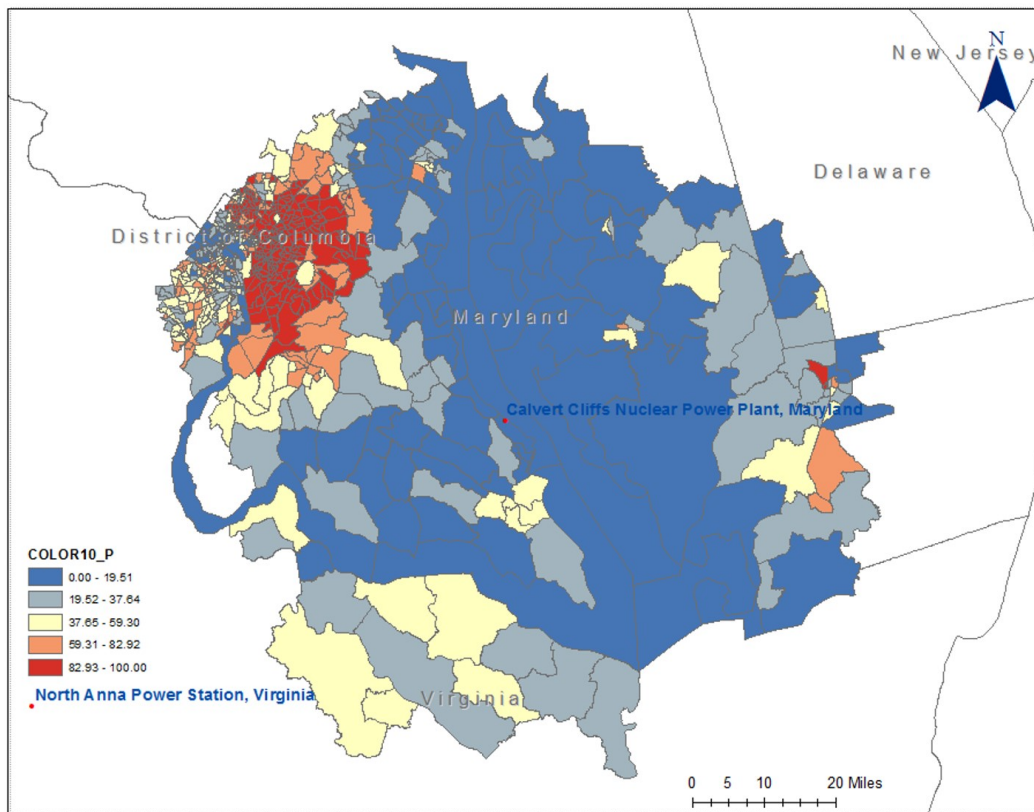 N
New Jersey
Delaware
District of Columbia
Maryland
Calvert Cliffs Nuclear Power Plant, Maryland
COLOR10_P
0.00 - 19.51
19.52 - 37.64
37.65 - 59.30
59.31 - 82.92
82.93 - 100.00
North Anna Power Station, Virginia
Virginia
0 5 10 20 Miles